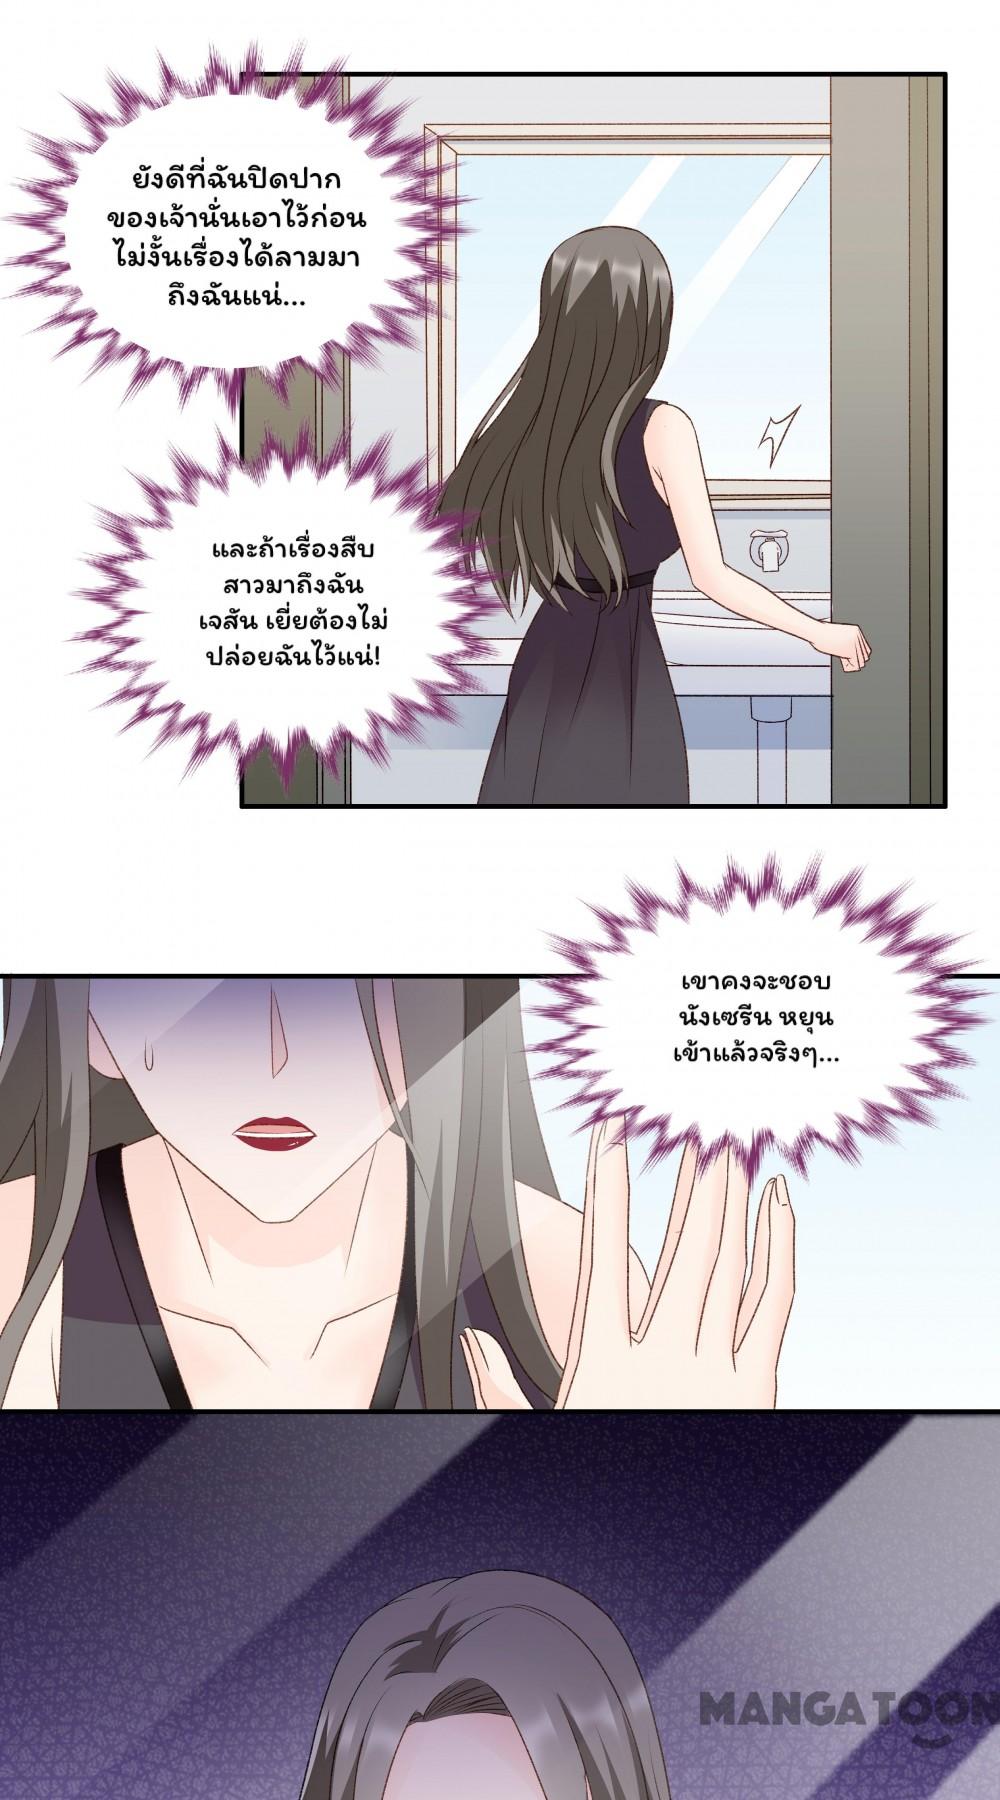 ยังดีที่ฉันปิดปาก
ของเจ้านั่นเอาไว้ก่อน
ไม่งั้นเรื่องได้ลามมา
ถึงฉันแน่...
และถ้าเรื่องสืบ
สาวมาถึงฉัน
เจสัน เยี่ยต้องไม่
ปล่อยฉันไว้แน่!
เขาคงจะชอบ
นังเซรีน หยุน
เข้าแล้วจริงๆ...
MANGA TOON